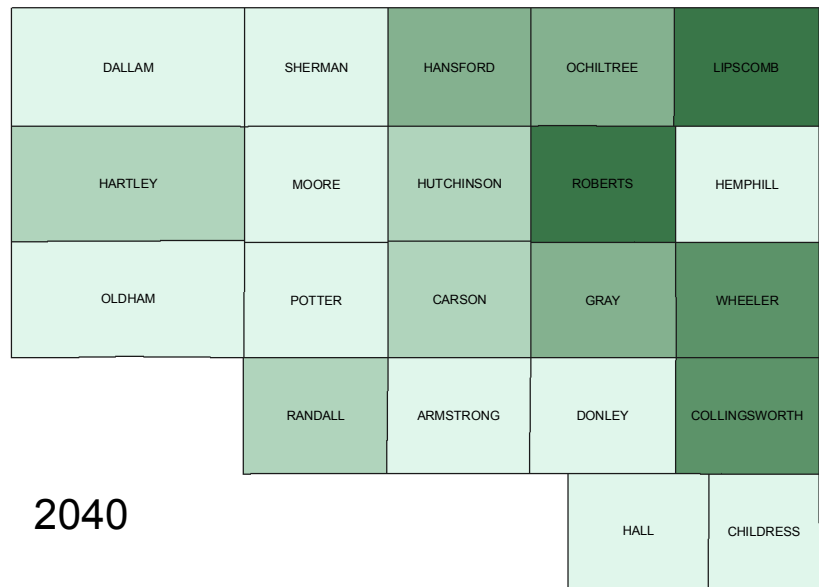 DALLAM SHERMAN HANSFORD OCHILTREE LIPSCOMB
HARTLEY MOORE HUTCHINSON ROBERTS HEMPHILL
OLDHAM POTTER CARSON GRAY WHEELER
RANDALL ARMSTRONG DONLEY COLLINGSWORTH
2040
HALL CHILDRESS